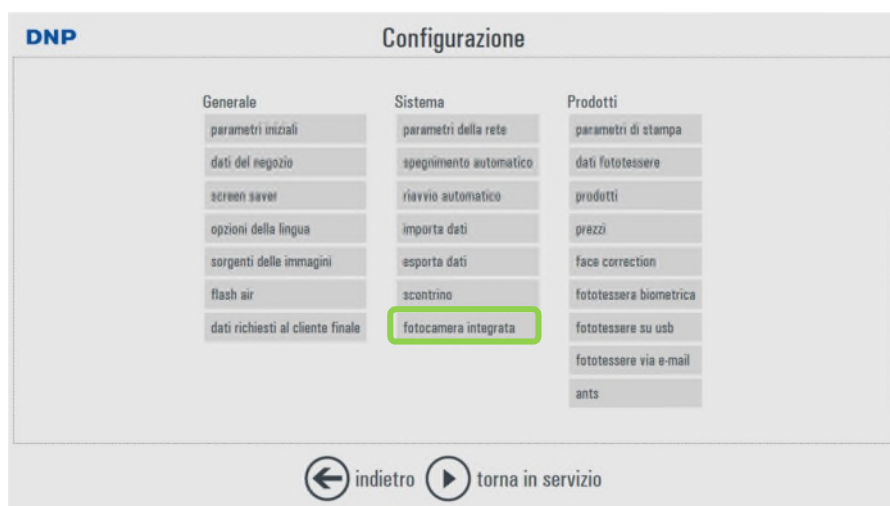 DNP
Configurazione
Generale
parametri iniziali
dati del negozio
screen saver
opzioni della lingua
sorgenti delle immagini
flash air
dati richiesti al cliente finale
Sistema
parametri della rete
spegnimento automatico
riavvio automatico
importa dati
esporta dati
scontrino
fotocamera integrata
Prodotti
parametri di stampa
dati fototessere
prodotti
prezzi
face correction
fototessera biometrica
fototessere su usb
fototessere via e-mail
ants
indietro
torna in servizio